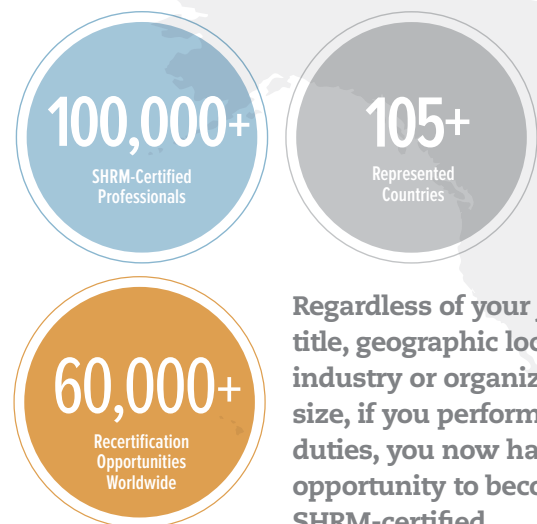 100,000+
SHRM-Certified
Professionals
105+
Represented
Countries
60,000+
Recertification
Opportunities
Worldwide
Regardless of your
title, geographic
industry or
size, if you perform
duties, you now
opportunity to
SHRM-certified